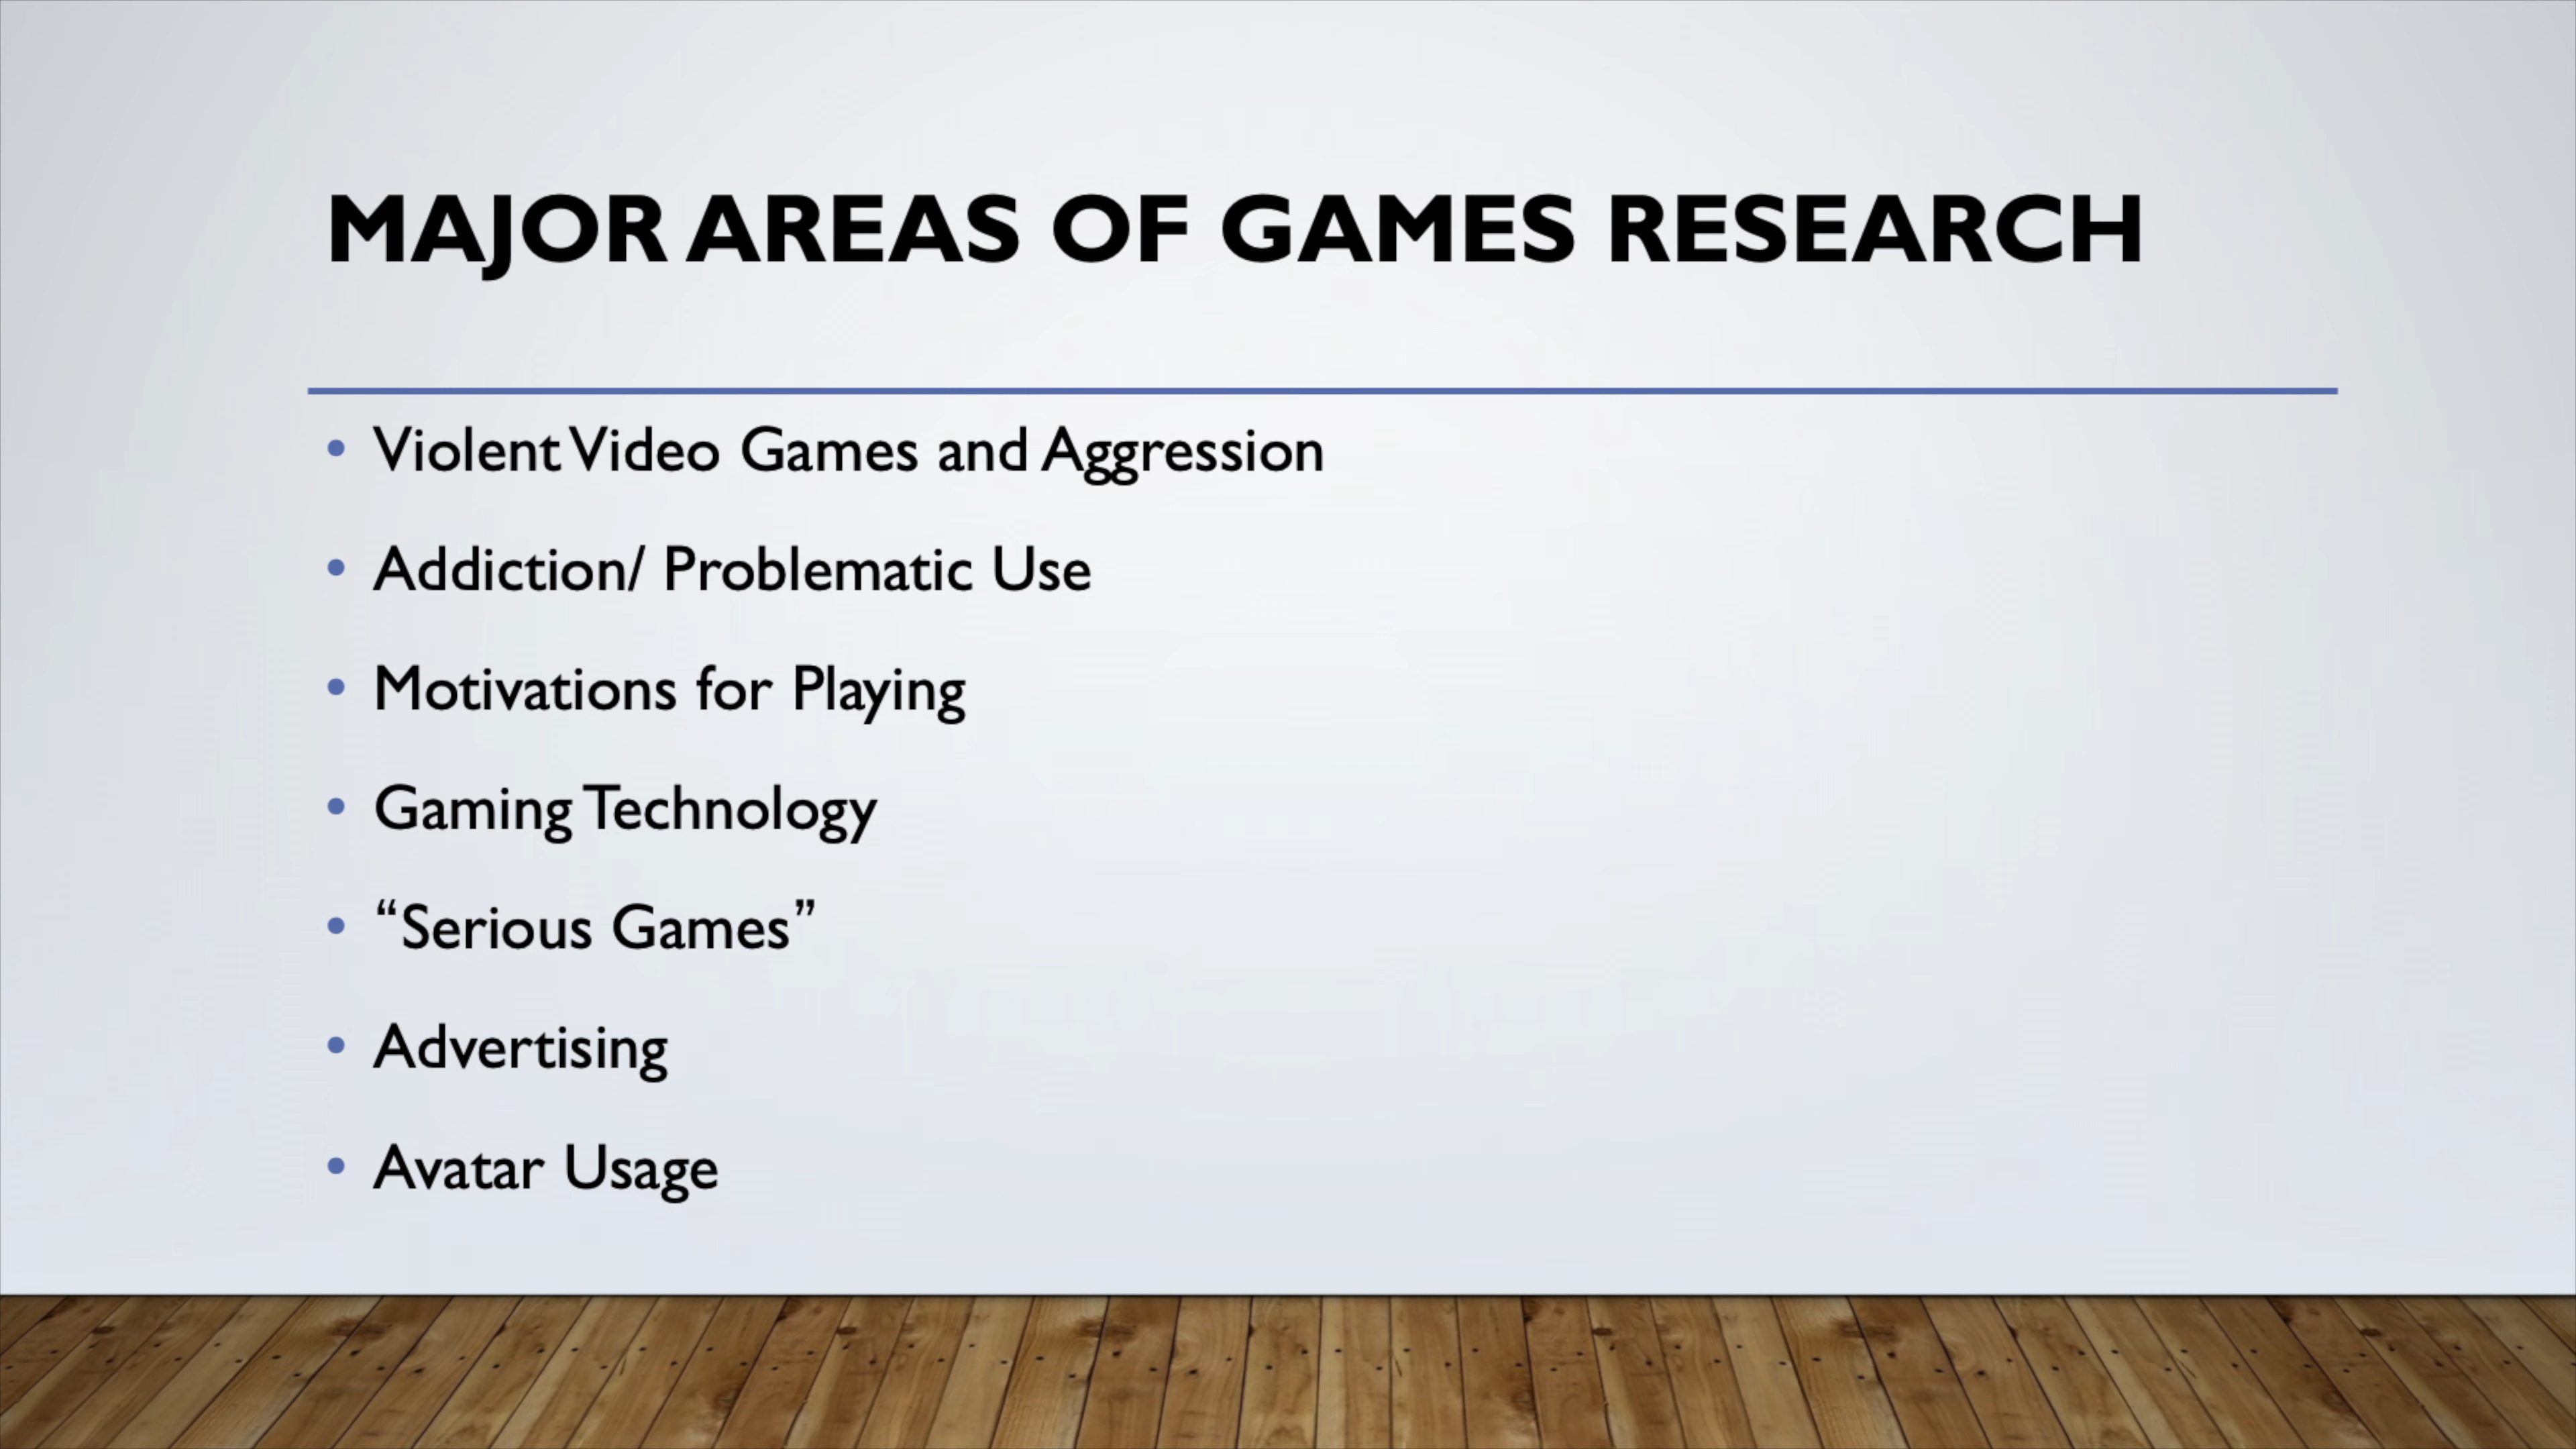 MAJOR AREAS OF GAMES RESEARCH
• Violent Video Games and Aggression
• Addiction/ Problematic Use
• Motivations for Playing
• Gaming Technology
• “Serious Games”
• Advertising
• Avatar Usage